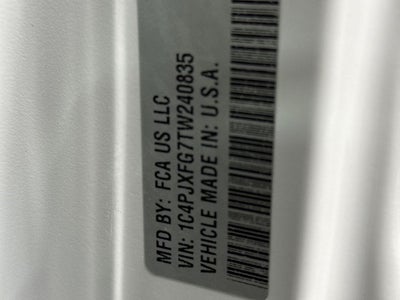 MFD BY: FCA US LLC
VIN: 1C4PJXFG7TW240835
VEHICLE MADE IN: U.S.A.